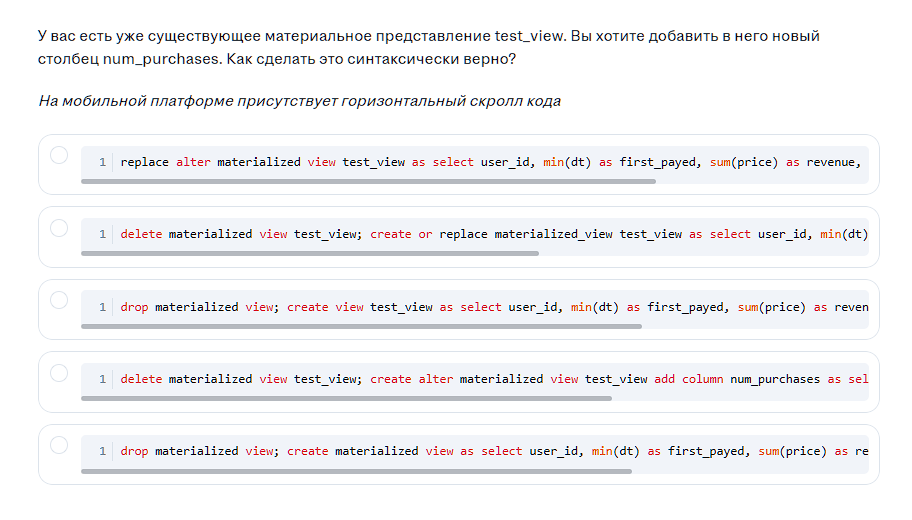 У вас есть уже существующее материальное представление test_view. Вы хотите добавить в него новый
столбец num_purchases. Как сделать это синтаксически верно?
На мобильной платформе присутствует горизонтальный скролл кода
1 replace alter materialized view test_view as select user_id, min(dt) as first_payed, sum(price) as revenue,
1 delete materialized view test_view; create or replace materialized_view test_view as select user_id, min(dt)
1 drop materialized view; create view test_view as select user_id, min(dt) as first_payed, sum(price) as reven
1 delete materialized view test_view; create alter materialized view test_view add column num_purchases as sel
1 drop materialized view; create materialized view as select user_id, min(dt) as first_payed, sum(price) as re